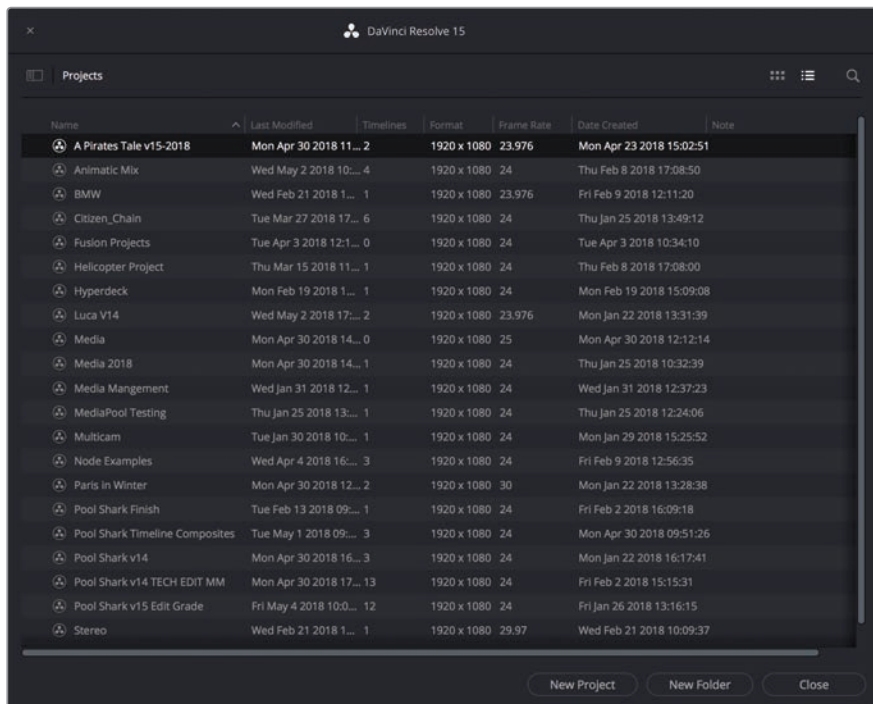 DaVinci Resolve 15
Projects
Name Last Modified Timelines Format Frame Rate Date Created Note
A Pirates Tale v15-2018 Mon Apr 30 2018 11... 2 1920 x 1080 23.976 Mon Apr 23 2018 15:02:51
Animatic Mix Wed May 2 2018 10:... 4 1920 x 1080 24 Thu Feb 8 2018 17:08:50
BMW Wed Feb 21 2018 1... 1 1920 x 1080 23.976 Fri Feb 9 2018 12:11:20
Citizen_Chain Tue Mar 27 2018 17... 6 1920 x 1080 24 Thu Jan 25 2018 13:49:12
Fusion Projects Tue Apr 3 2018 12:1... 0 1920 x 1080 24 Tue Apr 3 2018 10:34:10
Helicopter Project Thu Mar 15 2018 11... 1 1920 x 1080 24 Thu Feb 8 2018 17:08:00
Hyperdeck Mon Feb 19 2018 1... 1 1920 x 1080 24 Mon Feb 19 2018 15:09:08
Luca V14 Wed May 2 2018 17:... 2 1920 x 1080 23.976 Mon Jan 22 2018 13:31:39
Media Mon Apr 30 2018 14... 0 1920 x 1080 25 Mon Apr 30 2018 12:12:14
Media 2018 Mon Apr 30 2018 14... 1 1920 x 1080 24 Thu Jan 25 2018 10:32:39
Media Mangement Wed Jan 31 2018 12... 1 1920 x 1080 24 Wed Jan 31 2018 12:37:23
MediaPool Testing Thu Jan 25 2018 13:... 1 1920 x 1080 24 Thu Jan 25 2018 12:24:06
Multicam Tue Jan 30 2018 10:... 1 1920 x 1080 24 Mon Jan 29 2018 15:25:52
Node Examples Wed Apr 4 2018 16:... 3 1920 x 1080 24 Fri Feb 9 2018 12:56:35
Paris in Winter Mon Apr 30 2018 12... 2 1920 x 1080 30 Mon Jan 22 2018 13:28:38
Pool Shark Finish Tue Feb 13 2018 09:... 1 1920 x 1080 24 Fri Feb 2 2018 16:09:18
Pool Shark Timeline Composites Tue May 1 2018 09:... 3 1920 x 1080 24 Mon Apr 30 2018 09:51:26
Pool Shark v14 Mon Apr 30 2018 16... 3 1920 x 1080 24 Mon Jan 22 2018 16:17:41
Pool Shark v14 TECH EDIT MM Mon Apr 30 2018 17... 13 1920 x 1080 24 Fri Feb 2 2018 15:15:31
Pool Shark v15 Edit Grade Fri May 4 2018 10:0... 12 1920 x 1080 24 Fri Jan 26 2018 13:16:15
Stereo Wed Feb 21 2018 1... 1 1920 x 1080 29.97 Wed Feb 21 2018 10:09:37
New Project New Folder Close